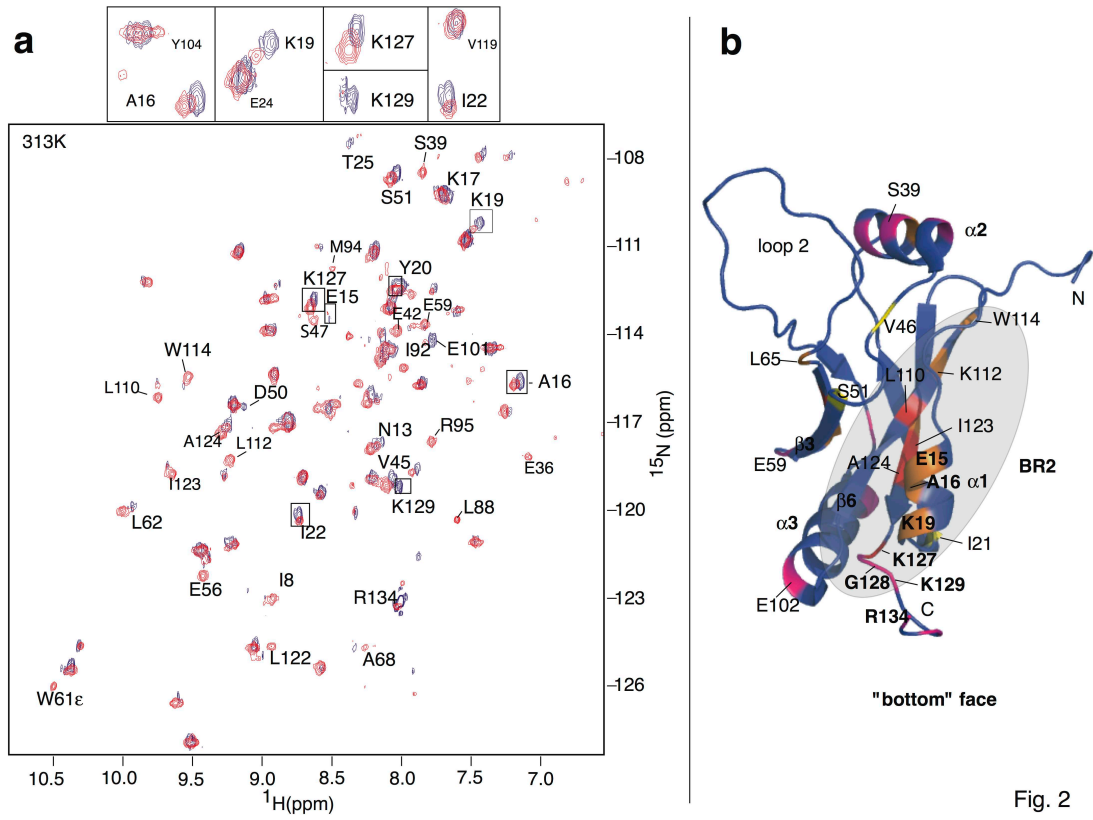 a
Y104
K19
K127
V119
A16
E24
K129
I22
313K
T25
S39
S51
K17
K19
M94
K127
E15
Y20
S47
E42
E59
I92
E101
W114
L110
D50
A16
A124
L112
N13
R95
V45
E36
I123
K129
L88
L62
I22
E56
I8
R134
L122
A68
W61ε
108
111
114
117
120
123
126
15N (ppm)
10.5 10.0 9.5 9.0 8.5 8.0 7.5 7.0
1H(ppm)
b
S39
α2
loop 2
N
V46
W114
L65
L110
K112
S51
I123
β3
E15
BR2
E59
A124
A16 α1
β6
α3
K19
I21
K127
G128
K129
E102
R134
C
"bottom" face
Fig. 2